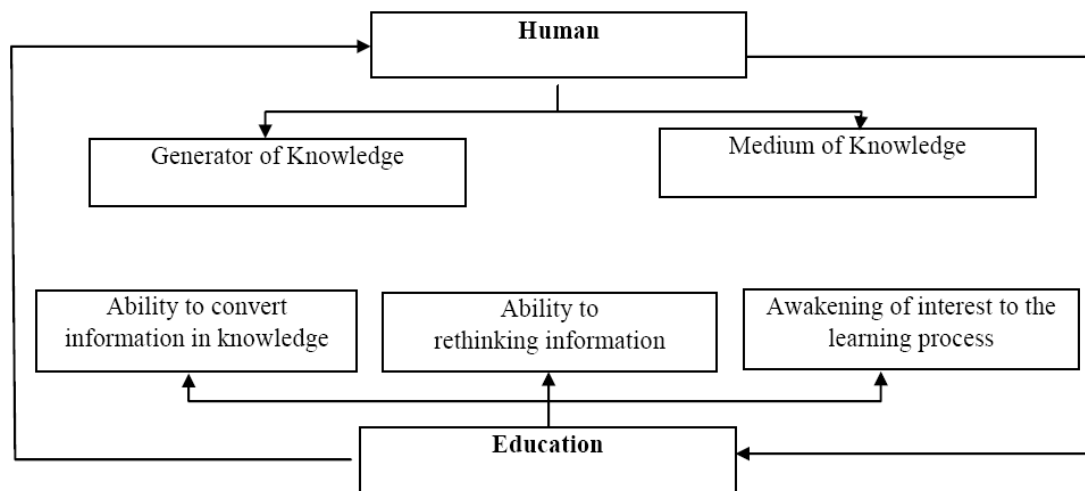 Human
Generator of Knowledge
Medium of Knowledge
Ability to convert
information in knowledge
Ability to
rethinking information
Awakening of interest to the
learning process
Education